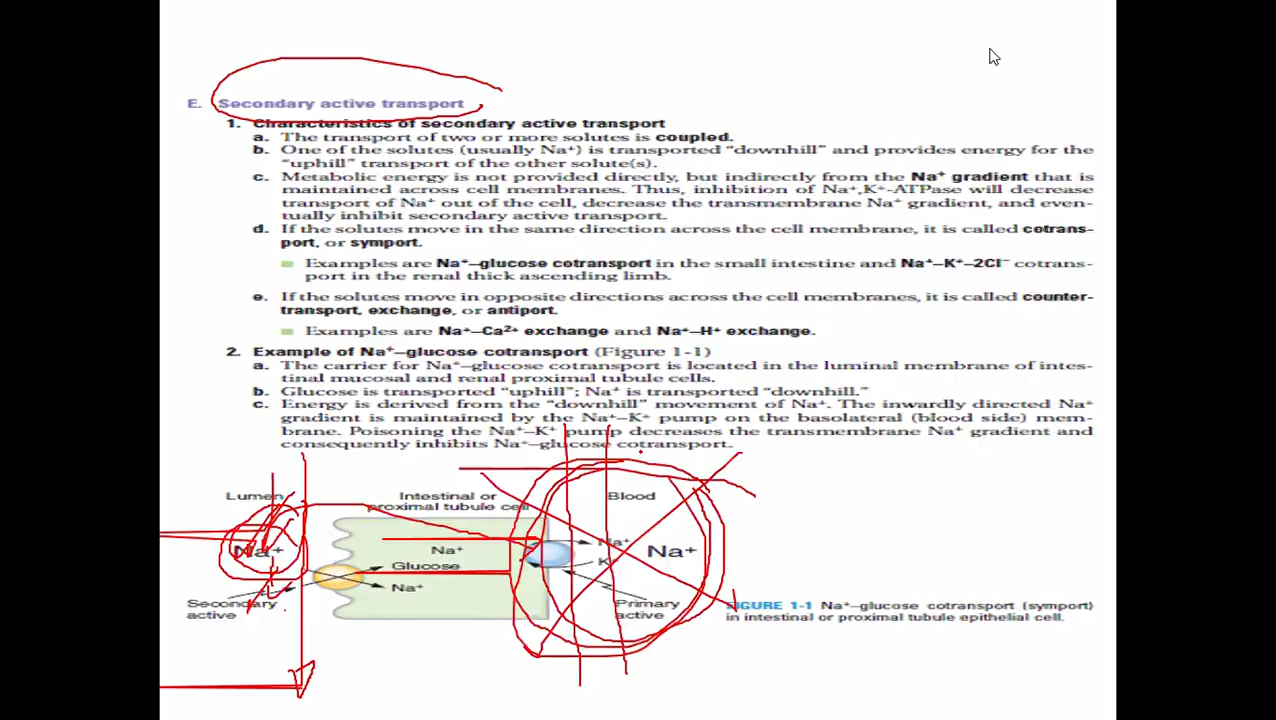 E. Secondary active transport
1. Characteristics of secondary active transport
a. The transport of two or more solutes is coupled.
b. One of the solutes (usually Na⁺) is transported “downhill” and provides energy for the
“uphill” transport of the other solute(s).
c. Metabolic energy is not provided directly, but indirectly from the Na⁺ gradient that is
maintained across cell membranes. Thus, inhibition of Na⁺,K⁺-ATPase will decrease
transport of Na⁺ out of the cell, decrease the transmembrane Na⁺ gradient, and even-
tually inhibit secondary active transport.
d. If the solutes move in the same direction across the cell membrane, it is called cotrans-
port, or symport.
Examples are Na⁺–glucose cotransport in the small intestine and Na⁺–K⁺–2Cl⁻ cotrans-
port in the renal thick ascending limb.
e. If the solutes move in opposite directions across the cell membranes, it is called counter-
transport, exchange, or antiport.
Examples are Na⁺–Ca²⁺ exchange and Na⁺–H⁺ exchange.
2. Example of Na⁺–glucose cotransport (Figure 1-1)
a. The carrier for Na⁺–glucose cotransport is located in the luminal membrane of intes-
tinal mucosal and renal proximal tubule cells.
b. Glucose is transported “uphill”; Na⁺ is transported “downhill.”
c. Energy is derived from the “downhill” movement of Na⁺. The inwardly directed Na⁺
gradient is maintained by the Na⁺–K⁺ pump on the basolateral (blood side) mem-
brane. Poisoning the Na⁺–K⁺ pump decreases the transmembrane Na⁺ gradient and
consequently inhibits Na⁺–glucose cotransport.
Lumen Intestinal or Blood
proximal tubule cell
Na⁺ Na⁺ Na⁺ Na⁺
Glucose K
Na⁺
Secondary Primary
active active
FIGURE 1-1 Na⁺–glucose cotransport (symport)
in intestinal or proximal tubule epithelial cell.